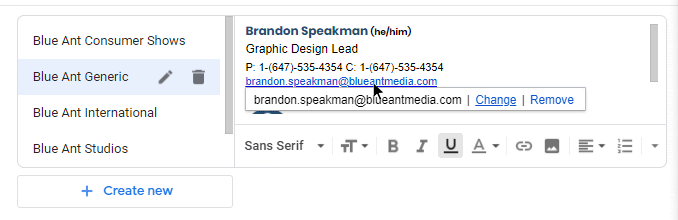 Blue Ant Consumer Shows
Blue Ant Generic
Blue Ant International
Blue Ant Studios
Create new
Brandon Speakman (he/him)
Graphic Design Lead
P: 1-(647)-535-4354 C: 1-(647)-535-4354
brandon.speakman@blueantmedia.com
brandon.speakman@blueantmedia.com | Change | Remove
Sans Serif TT B I U A